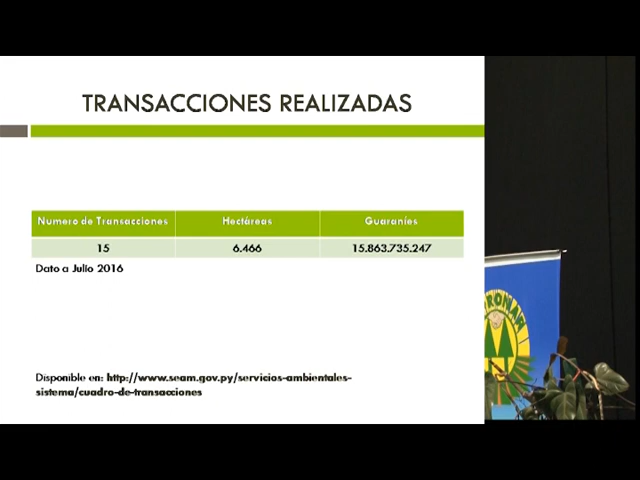 TRANSACCIONES REALIZADAS
Numero de Transacciones Hectáreas Guaraníes
15 6.466 15.863.735.247
Dato a Julio 2016
Disponible en: http://www.seam.gov.py/servicios-ambientales-
sistema/cuadro-de-transacciones